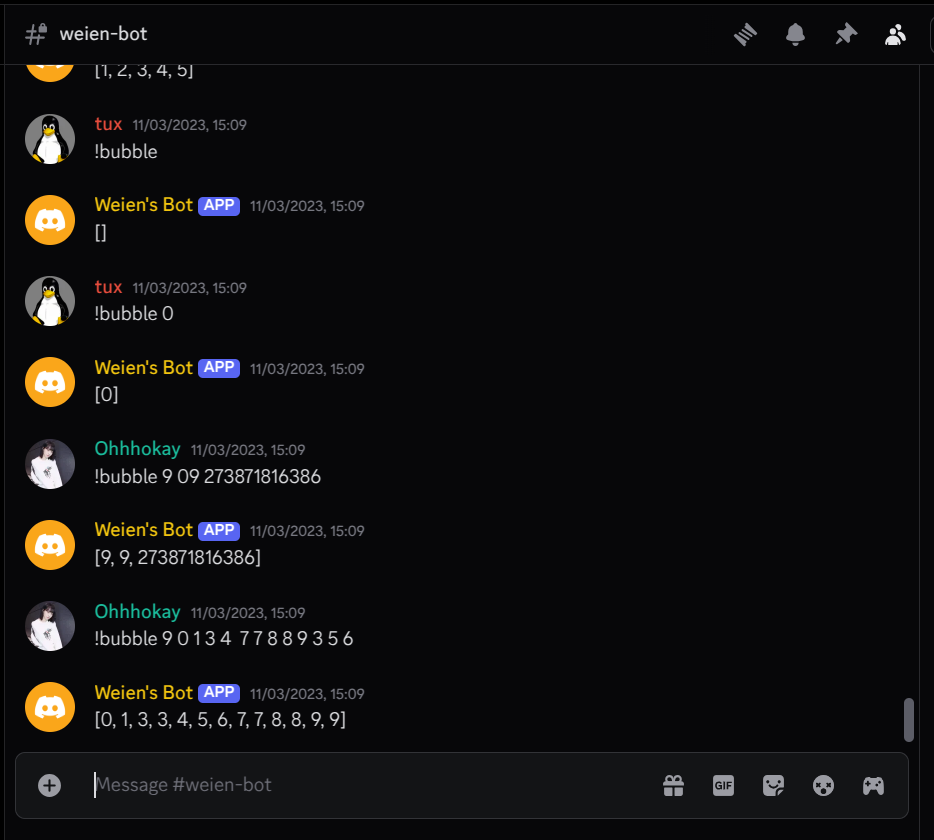 weien-bot
[1, 2, 3, 4, 5]
tux 11/03/2023, 15:09
!bubble
Weien's Bot APP 11/03/2023, 15:09
[]
tux 11/03/2023, 15:09
!bubble 0
Weien's Bot APP 11/03/2023, 15:09
[0]
Ohhhokay 11/03/2023, 15:09
!bubble 9 09 273871816386
Weien's Bot APP 11/03/2023, 15:09
[9, 9, 273871816386]
Ohhhokay 11/03/2023, 15:09
!bubble 9 0 1 3 4  7 7 8 8 9 3 5 6
Weien's Bot APP 11/03/2023, 15:09
[0, 1, 3, 3, 4, 5, 6, 7, 7, 8, 8, 9, 9]
Message #weien-bot
GIF